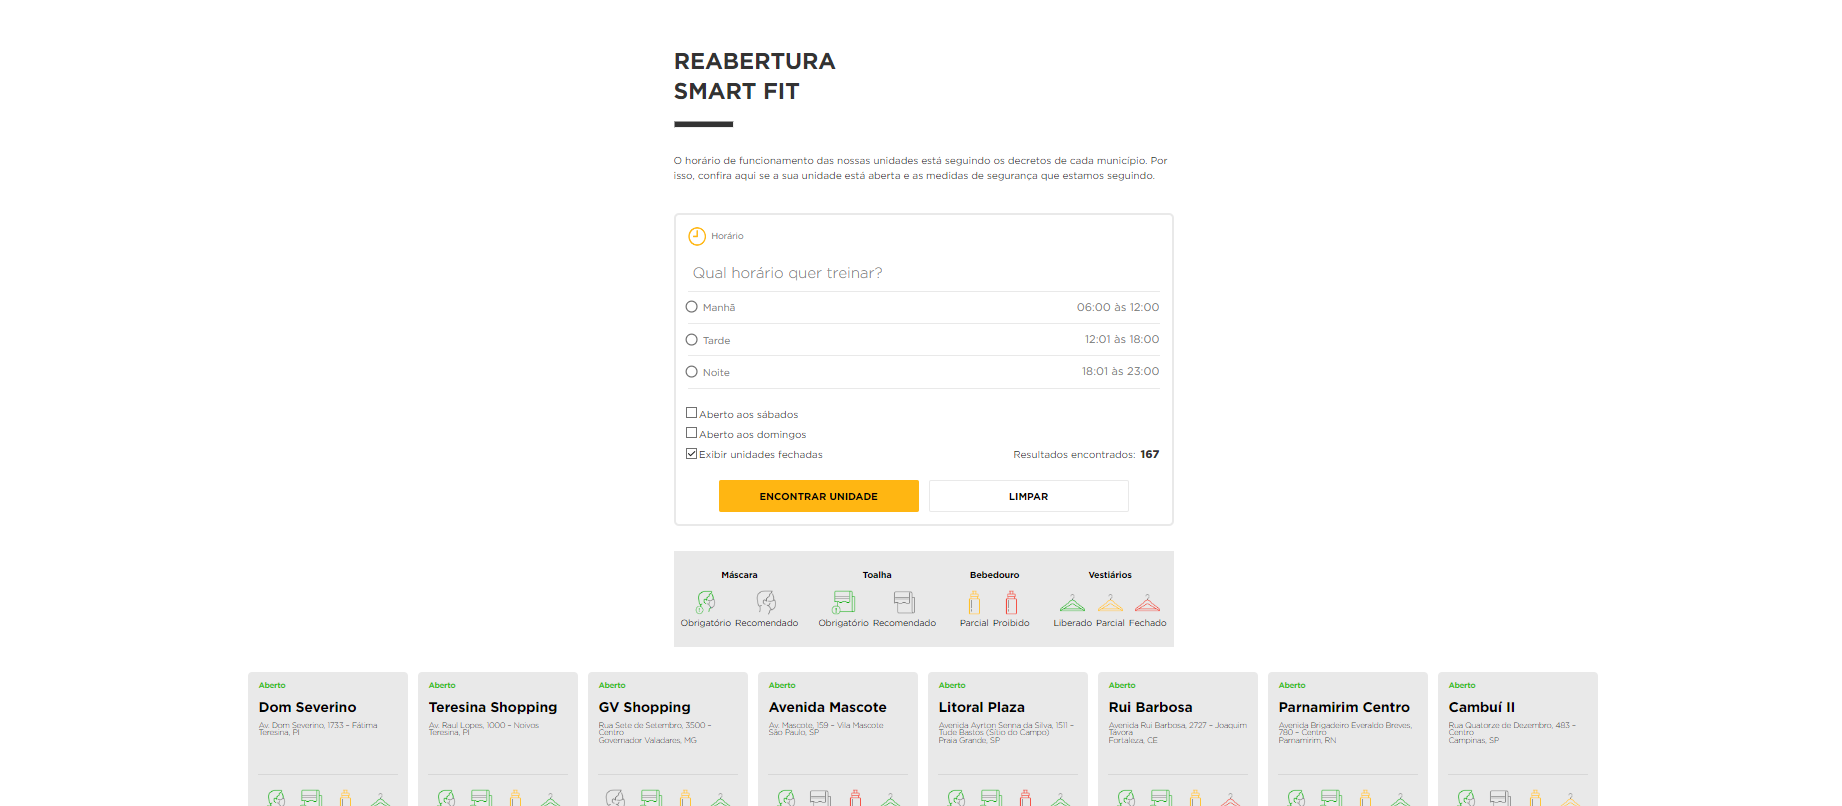 REABERTURA
SMART FIT
O horário de funcionamento das nossas unidades está seguindo os decretos de cada município. Por
isso, confira aqui se a sua unidade está aberta e as medidas de segurança que estamos seguindo.
Horário
Qual horário quer treinar?
Manhã 06:00 às 12:00
Tarde 12:01 às 18:00
Noite 18:01 às 23:00
Aberto aos sábados
Aberto aos domingos
Exibir unidades fechadas Resultados encontrados: 167
ENCONTRAR UNIDADE LIMPAR
Máscara Toalha Bebedouro Vestiários
Obrigatório Recomendado Obrigatório Recomendado Parcial Proibido Liberado Parcial Fechado
Aberto
Dom Severino
Av. Dom Severino, 1733 – Fátima
Teresina, PI
Aberto
Teresina Shopping
Av. Raul Lopes, 1000 – Noivos
Teresina, PI
Aberto
GV Shopping
Rua Sete de Setembro, 3500 –
Centro
Governador Valadares, MG
Aberto
Avenida Mascote
Av. Mascote, 159 – Vila Mascote
São Paulo, SP
Aberto
Litoral Plaza
Avenida Ayrton Senna da Silva, 1511 –
Tude Bastos (Sítio do Campo)
Praia Grande, SP
Aberto
Rui Barbosa
Avenida Rui Barbosa, 2727 – Joaquim
Távora
Fortaleza, CE
Aberto
Parnamirim Centro
Avenida Brigadeiro Everaldo Breves,
780 – Centro
Parnamirim, RN
Aberto
Cambuí II
Rua Quatorze de Dezembro, 483 –
Centro
Campinas, SP